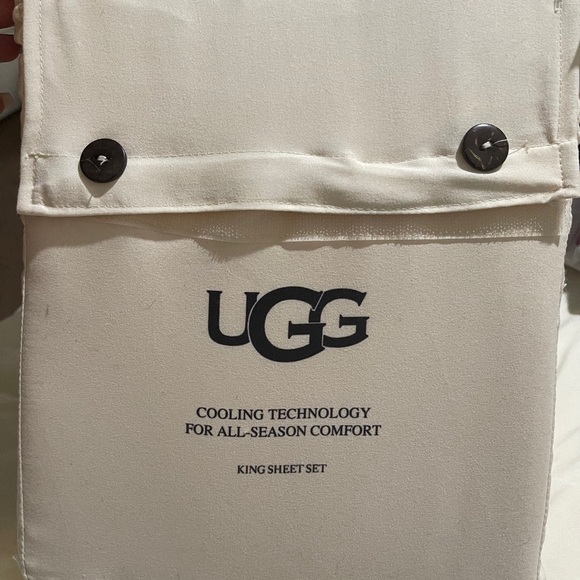 UGG
COOLING TECHNOLOGY
FOR ALL-SEASON COMFORT
KING SHEET SET